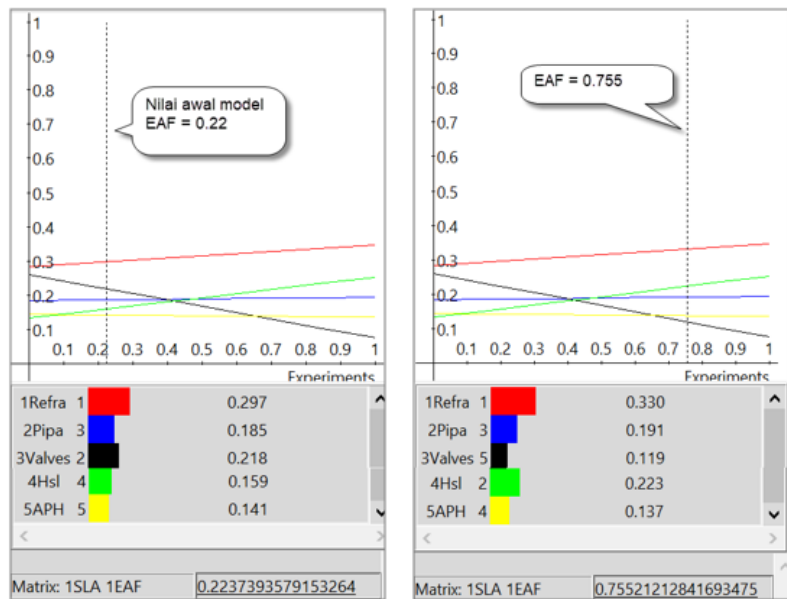 1
0.9
0.8
0.7
0.6
0.5
0.4
0.3
0.2
0.1
0.1 0.2 0.3 0.4 0.5 0.6 0.7 0.8 0.9 1
Experiments
Nilai awal model
EAF = 0.22
1Refra 1 0.297
2Pipa 3 0.185
3Valves 2 0.218
4Hsl 4 0.159
5APH 5 0.141
Matrix: 1SLA 1EAF 0.2237393579153264
1
0.9
0.8
0.7
0.6
0.5
0.4
0.3
0.2
0.1
0.1 0.2 0.3 0.4 0.5 0.6 0.7 0.8 0.9 1
Experiments
EAF = 0.755
1Refra 1 0.330
2Pipa 3 0.191
3Valves 5 0.119
4Hsl 2 0.223
5APH 4 0.137
Matrix: 1SLA 1EAF 0.75521212841693475